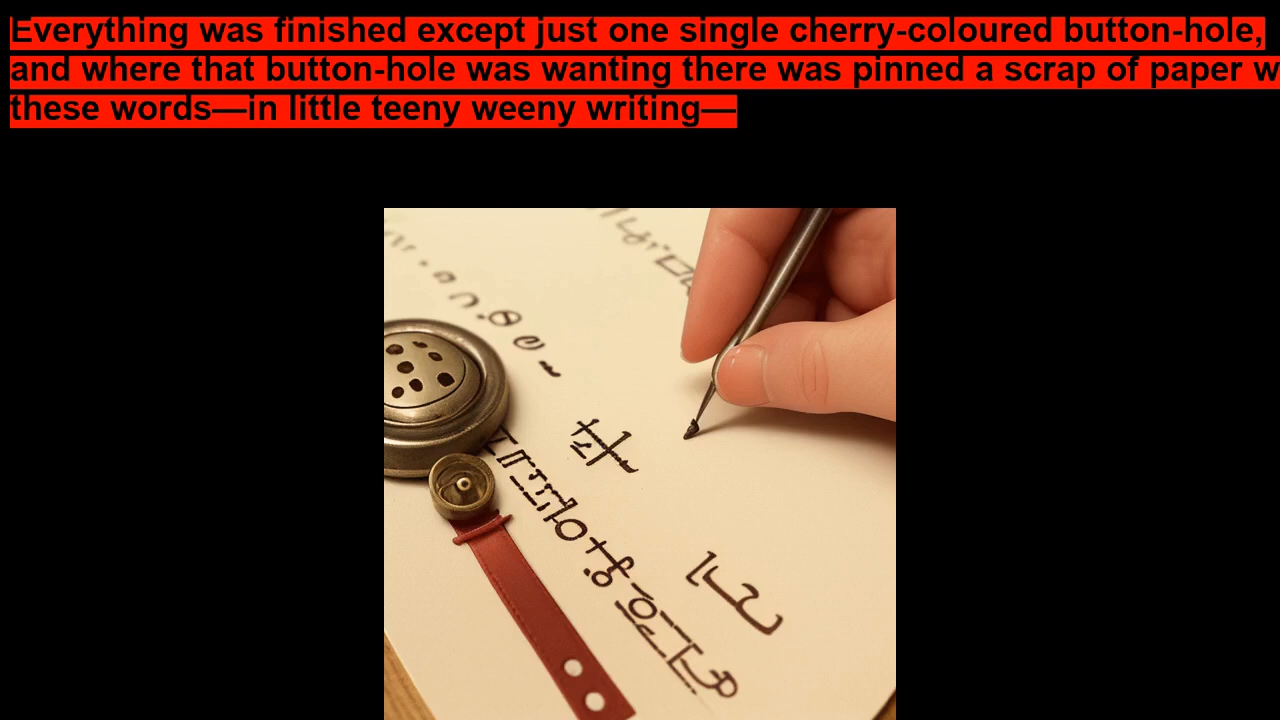 Everything was finished except just one single cherry-coloured button-hole,
and where that button-hole was wanting there was pinned a scrap of paper w
these words—in little teeny weeny writing—